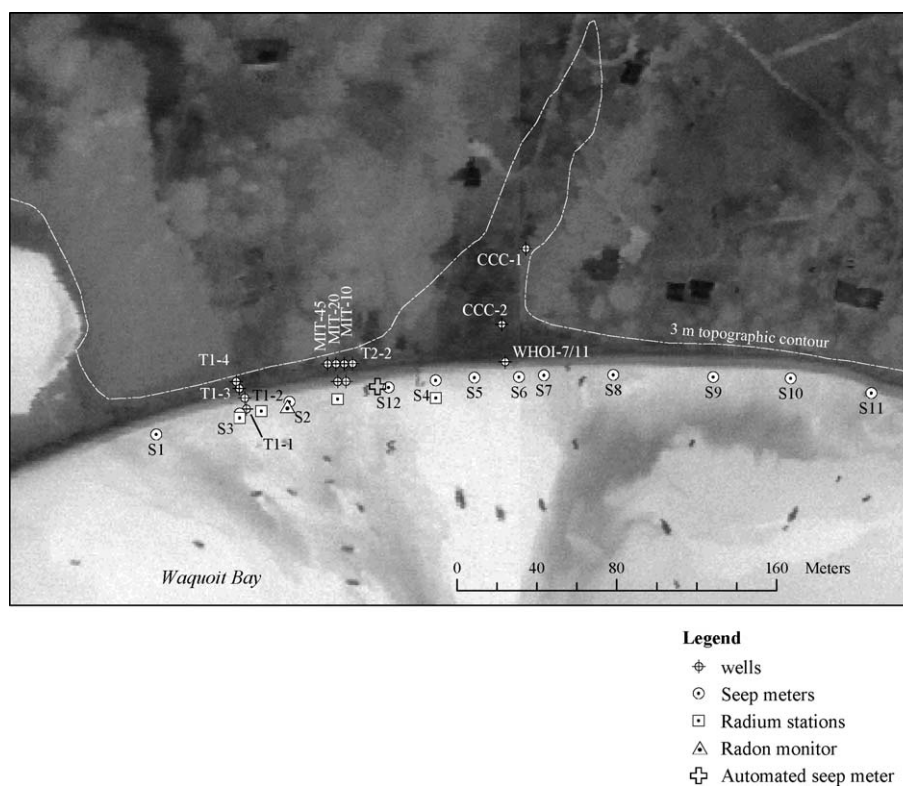 CCC-1
MIT-45
MIT-20
MIT-10
CCC-2
3 m topographic contour
T2-2
WHOI-7/11
T1-4
T1-3
T1-2
S12
S4
S5
S6
S7
S8
S9
S10
S11
S3
S2
T1-1
S1
Waquoit Bay
0 40 80 160 Meters
Legend
wells
Seep meters
Radium stations
Radon monitor
Automated seep meter